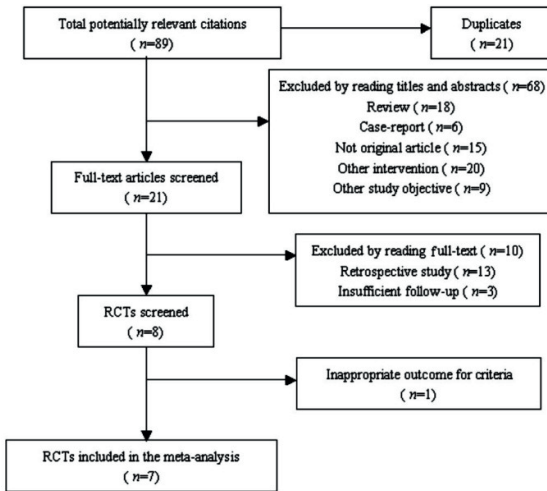 Total potentially relevant citations
( n=89)
Duplicates
( n=21)
Excluded by reading titles and abstracts ( n=68)
Review ( n=18)
Case-report ( n=6)
Not original article ( n=15)
Other intervention ( n=20)
Other study objective ( n=9)
Full-text articles screened
( n=21)
Excluded by reading full-text ( n=10)
Retrospective study ( n=13)
Insufficient follow-up ( n=3)
RCTs screened
( n=8)
Inappropriate outcome for criteria
( n=1)
RCTs included in the meta-analysis
( n=7)